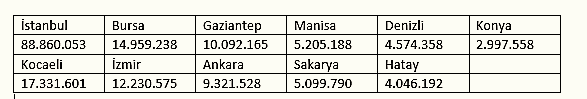 İstanbul Bursa Gaziantep Manisa Denizli Konya
88.860.053 14.959.238 10.092.165 5.205.188 4.574.358 2.997.558
Kocaeli İzmir Ankara Sakarya Hatay
17.331.601 12.230.575 9.321.528 5.099.790 4.046.192